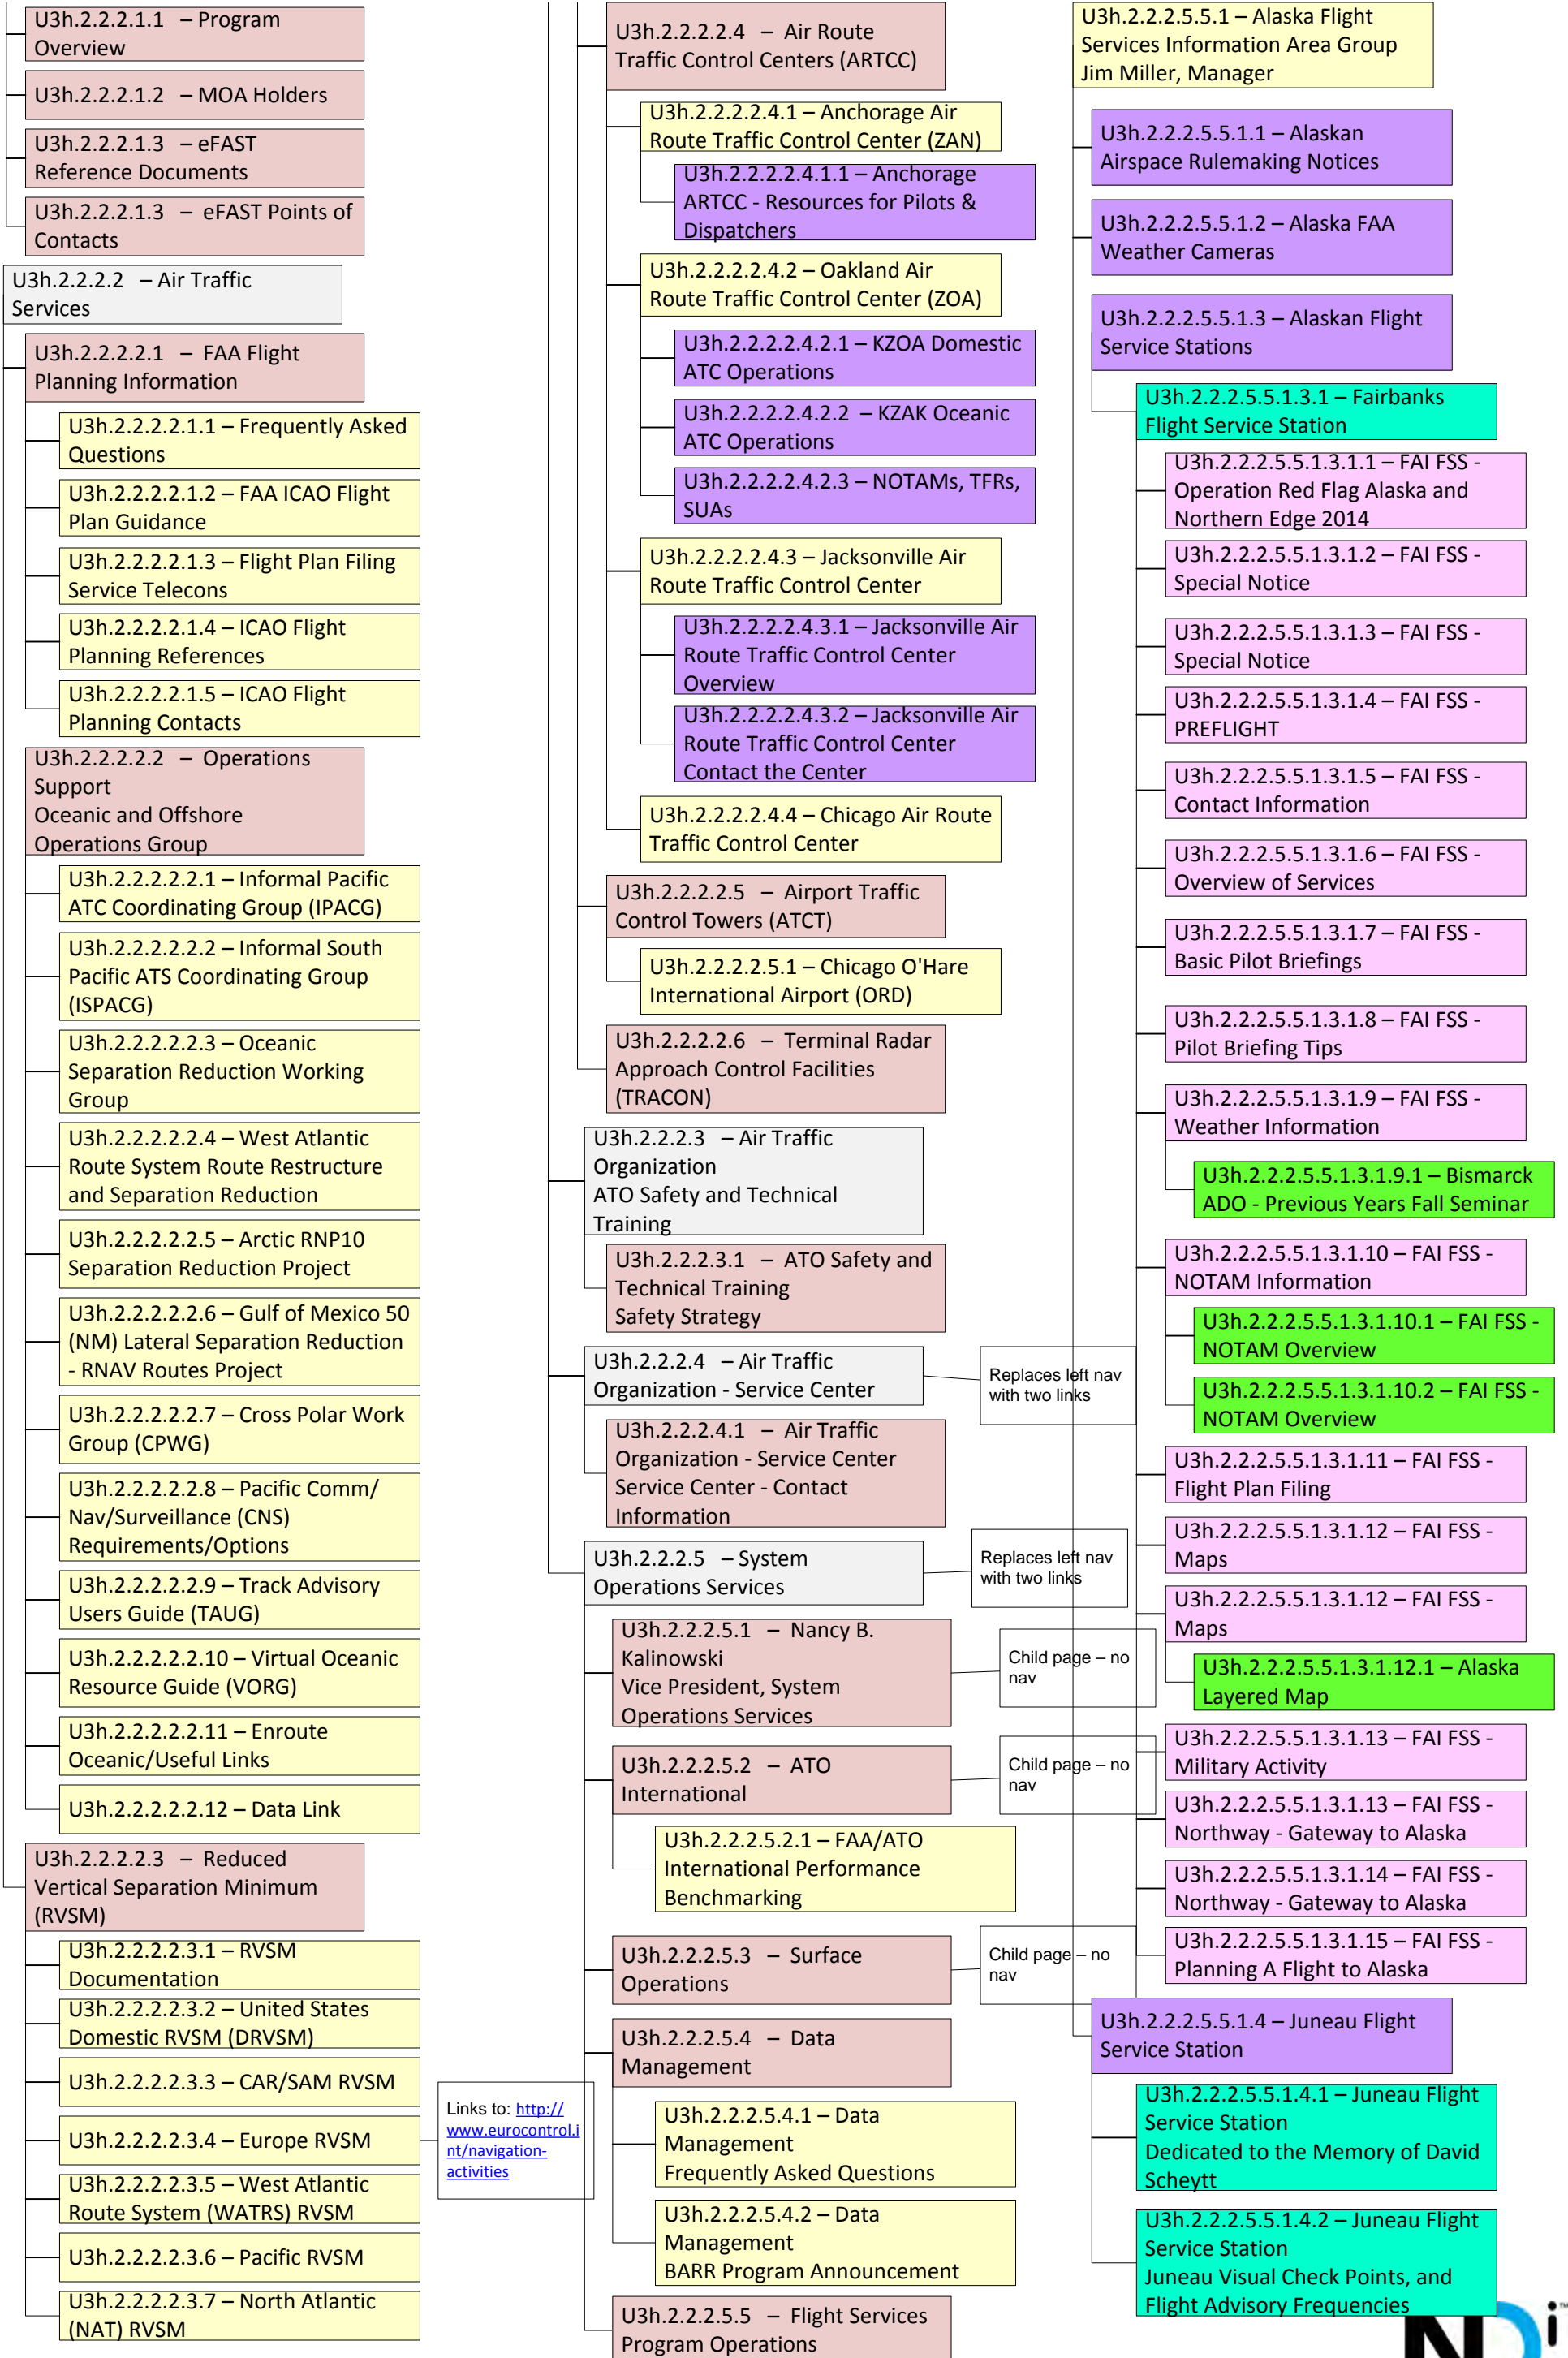 U3h.2.2.2.1.1 – Program
Overview
U3h.2.2.2.1.2 – MOA Holders
U3h.2.2.2.1.3 – eFAST
Reference Documents
U3h.2.2.2.1.3 – eFAST Points of
Contacts
U3h.2.2.2.2 – Air Traffic
Services
U3h.2.2.2.2.1 – FAA Flight
Planning Information
U3h.2.2.2.2.1.1 – Frequently Asked
Questions
U3h.2.2.2.2.1.2 – FAA ICAO Flight
Plan Guidance
U3h.2.2.2.2.1.3 – Flight Plan Filing
Service Telecons
U3h.2.2.2.2.1.4 – ICAO Flight
Planning References
U3h.2.2.2.2.1.5 – ICAO Flight
Planning Contacts
U3h.2.2.2.2.2 – Operations
Support
Oceanic and Offshore
Operations Group
U3h.2.2.2.2.2.1 – Informal Pacific
ATC Coordinating Group (IPACG)
U3h.2.2.2.2.2.2 – Informal South
Pacific ATS Coordinating Group
(ISPACG)
U3h.2.2.2.2.2.3 – Oceanic
Separation Reduction Working
Group
U3h.2.2.2.2.2.4 – West Atlantic
Route System Route Restructure
and Separation Reduction
U3h.2.2.2.2.2.5 – Arctic RNP10
Separation Reduction Project
U3h.2.2.2.2.2.6 – Gulf of Mexico 50
(NM) Lateral Separation Reduction
- RNAV Routes Project
U3h.2.2.2.2.2.7 – Cross Polar Work
Group (CPWG)
U3h.2.2.2.2.2.8 – Pacific Comm/
Nav/Surveillance (CNS)
Requirements/Options
U3h.2.2.2.2.2.9 – Track Advisory
Users Guide (TAUG)
U3h.2.2.2.2.2.10 – Virtual Oceanic
Resource Guide (VORG)
U3h.2.2.2.2.2.11 – Enroute
Oceanic/Useful Links
U3h.2.2.2.2.2.12 – Data Link
U3h.2.2.2.2.3 – Reduced
Vertical Separation Minimum
(RVSM)
U3h.2.2.2.2.3.1 – RVSM
Documentation
U3h.2.2.2.2.3.2 – United States
Domestic RVSM (DRVSM)
U3h.2.2.2.2.3.3 – CAR/SAM RVSM
U3h.2.2.2.2.3.4 – Europe RVSM
Links to: http://
www.eurocontrol.i
nt/navigation-
activities
U3h.2.2.2.2.3.5 – West Atlantic
Route System (WATRS) RVSM
U3h.2.2.2.2.3.6 – Pacific RVSM
U3h.2.2.2.2.3.7 – North Atlantic
(NAT) RVSM
U3h.2.2.2.2.4 – Air Route
Traffic Control Centers (ARTCC)
U3h.2.2.2.2.4.1 – Anchorage Air
Route Traffic Control Center (ZAN)
U3h.2.2.2.2.4.1.1 – Anchorage
ARTCC - Resources for Pilots &
Dispatchers
U3h.2.2.2.2.4.2 – Oakland Air
Route Traffic Control Center (ZOA)
U3h.2.2.2.2.4.2.1 – KZOA Domestic
ATC Operations
U3h.2.2.2.2.4.2.2 – KZAK Oceanic
ATC Operations
U3h.2.2.2.2.4.2.3 – NOTAMs, TFRs,
SUAs
U3h.2.2.2.2.4.3 – Jacksonville Air
Route Traffic Control Center
U3h.2.2.2.2.4.3.1 – Jacksonville Air
Route Traffic Control Center
Overview
U3h.2.2.2.2.4.3.2 – Jacksonville Air
Route Traffic Control Center
Contact the Center
U3h.2.2.2.2.4.4 – Chicago Air Route
Traffic Control Center
U3h.2.2.2.2.5 – Airport Traffic
Control Towers (ATCT)
U3h.2.2.2.2.5.1 – Chicago O'Hare
International Airport (ORD)
U3h.2.2.2.2.6 – Terminal Radar
Approach Control Facilities
(TRACON)
U3h.2.2.2.3 – Air Traffic
Organization
ATO Safety and Technical
Training
U3h.2.2.2.3.1 – ATO Safety and
Technical Training
Safety Strategy
U3h.2.2.2.4 – Air Traffic
Organization - Service Center
Replaces left nav
with two links
U3h.2.2.2.4.1 – Air Traffic
Organization - Service Center
Service Center - Contact
Information
U3h.2.2.2.5 – System
Operations Services
Replaces left nav
with two links
U3h.2.2.2.5.1 – Nancy B.
Kalinowski
Vice President, System
Operations Services
Child page – no
nav
U3h.2.2.2.5.2 – ATO
International
Child page – no
nav
U3h.2.2.2.5.2.1 – FAA/ATO
International Performance
Benchmarking
U3h.2.2.2.5.3 – Surface
Operations
Child page – no
nav
U3h.2.2.2.5.4 – Data
Management
U3h.2.2.2.5.4.1 – Data
Management
Frequently Asked Questions
U3h.2.2.2.5.4.2 – Data
Management
BARR Program Announcement
U3h.2.2.2.5.5 – Flight Services
Program Operations
U3h.2.2.2.5.5.1 – Alaska Flight
Services Information Area Group
Jim Miller, Manager
U3h.2.2.2.5.5.1.1 – Alaskan
Airspace Rulemaking Notices
U3h.2.2.2.5.5.1.2 – Alaska FAA
Weather Cameras
U3h.2.2.2.5.5.1.3 – Alaskan Flight
Service Stations
U3h.2.2.2.5.5.1.3.1 – Fairbanks
Flight Service Station
U3h.2.2.2.5.5.1.3.1.1 – FAI FSS -
Operation Red Flag Alaska and
Northern Edge 2014
U3h.2.2.2.5.5.1.3.1.2 – FAI FSS -
Special Notice
U3h.2.2.2.5.5.1.3.1.3 – FAI FSS -
Special Notice
U3h.2.2.2.5.5.1.3.1.4 – FAI FSS -
PREFLIGHT
U3h.2.2.2.5.5.1.3.1.5 – FAI FSS -
Contact Information
U3h.2.2.2.5.5.1.3.1.6 – FAI FSS -
Overview of Services
U3h.2.2.2.5.5.1.3.1.7 – FAI FSS -
Basic Pilot Briefings
U3h.2.2.2.5.5.1.3.1.8 – FAI FSS -
Pilot Briefing Tips
U3h.2.2.2.5.5.1.3.1.9 – FAI FSS -
Weather Information
U3h.2.2.2.5.5.1.3.1.9.1 – Bismarck
ADO - Previous Years Fall Seminar
U3h.2.2.2.5.5.1.3.1.10 – FAI FSS -
NOTAM Information
U3h.2.2.2.5.5.1.3.1.10.1 – FAI FSS -
NOTAM Overview
U3h.2.2.2.5.5.1.3.1.10.2 – FAI FSS -
NOTAM Overview
U3h.2.2.2.5.5.1.3.1.11 – FAI FSS -
Flight Plan Filing
U3h.2.2.2.5.5.1.3.1.12 – FAI FSS -
Maps
U3h.2.2.2.5.5.1.3.1.12 – FAI FSS -
Maps
U3h.2.2.2.5.5.1.3.1.12.1 – Alaska
Layered Map
U3h.2.2.2.5.5.1.3.1.13 – FAI FSS -
Military Activity
U3h.2.2.2.5.5.1.3.1.13 – FAI FSS -
Northway - Gateway to Alaska
U3h.2.2.2.5.5.1.3.1.14 – FAI FSS -
Northway - Gateway to Alaska
U3h.2.2.2.5.5.1.3.1.15 – FAI FSS -
Planning A Flight to Alaska
U3h.2.2.2.5.5.1.4 – Juneau Flight
Service Station
U3h.2.2.2.5.5.1.4.1 – Juneau Flight
Service Station
Dedicated to the Memory of David
Scheytt
U3h.2.2.2.5.5.1.4.2 – Juneau Flight
Service Station
Juneau Visual Check Points, and
Flight Advisory Frequencies
NDi™